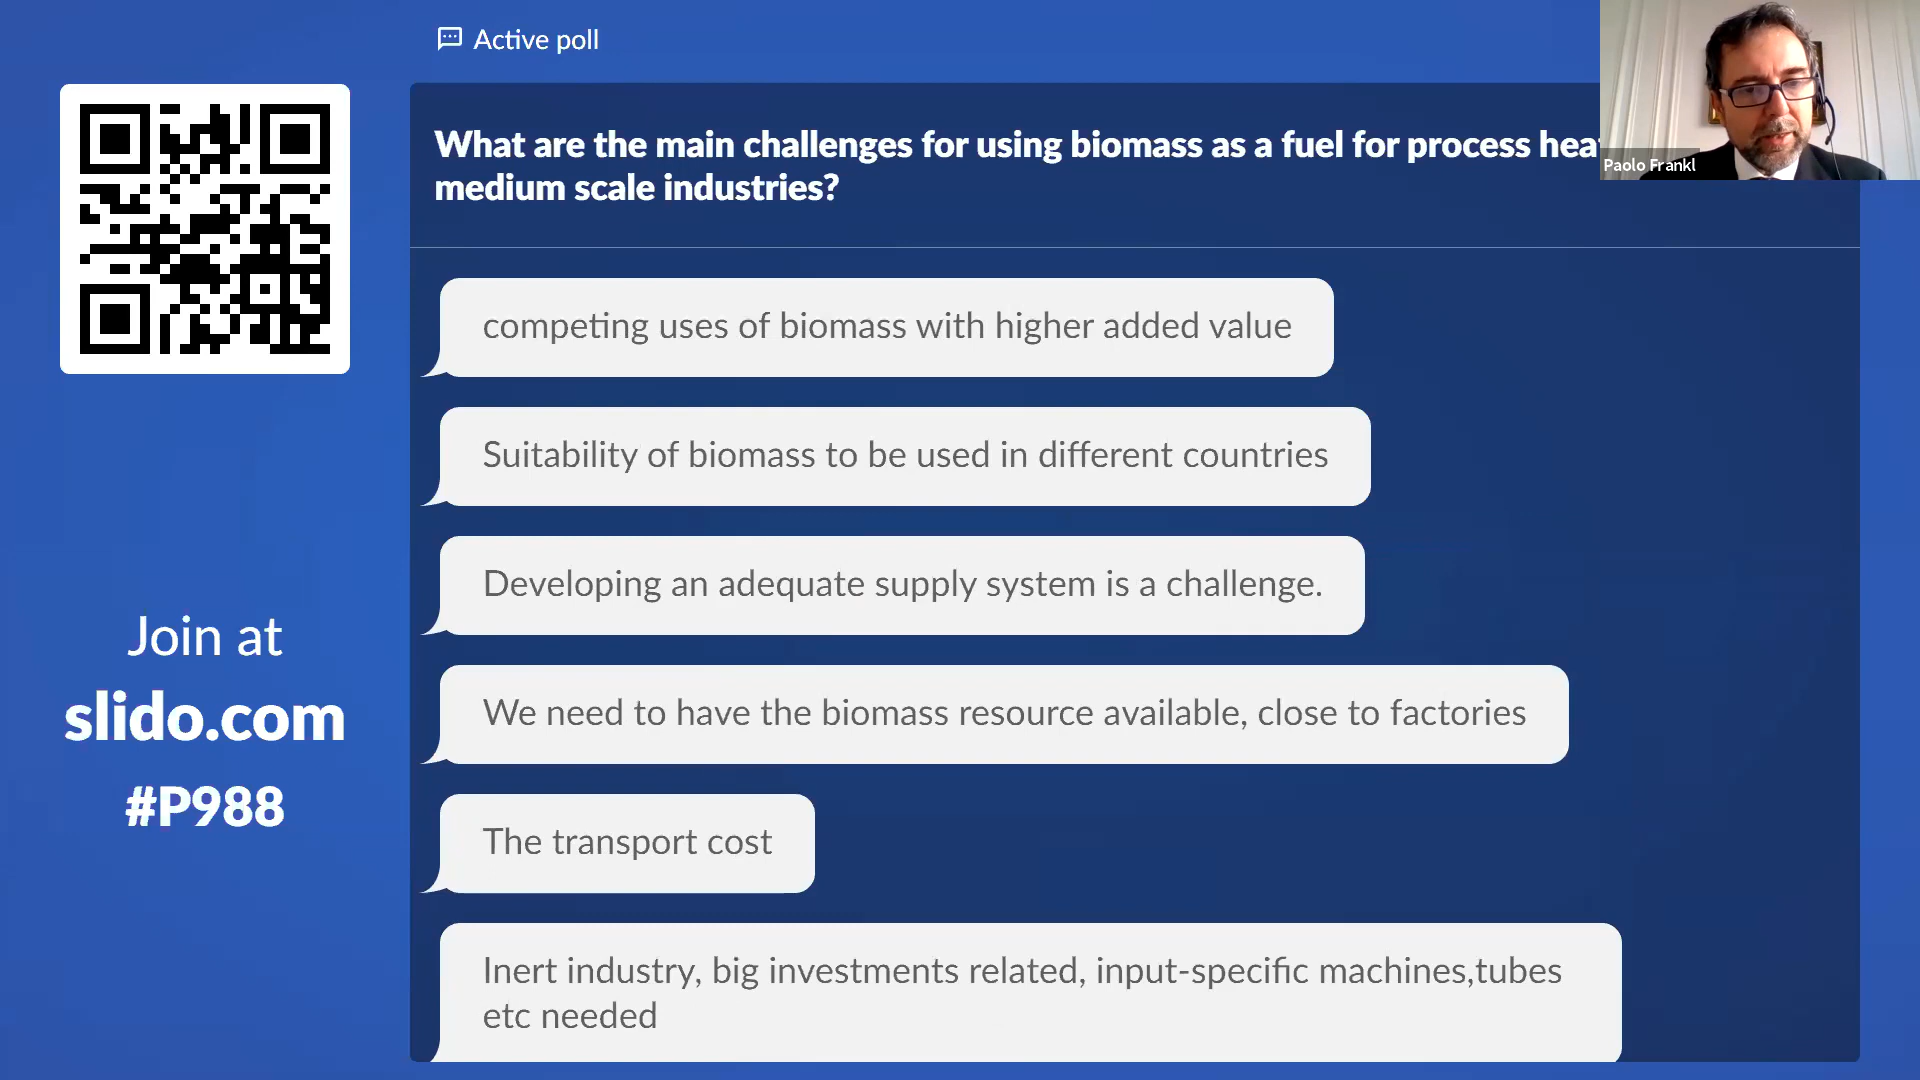 Active poll
What are the main challenges for using biomass as a fuel for process
medium scale industries?
Paolo Frankl
competing uses of biomass with higher added value
Suitability of biomass to be used in different countries
Developing an adequate supply system is a challenge.
We need to have the biomass resource available, close to factories
The transport cost
Inert industry, big investments related, input-specific machines,tubes
etc needed
Join at
slido.com
#P988